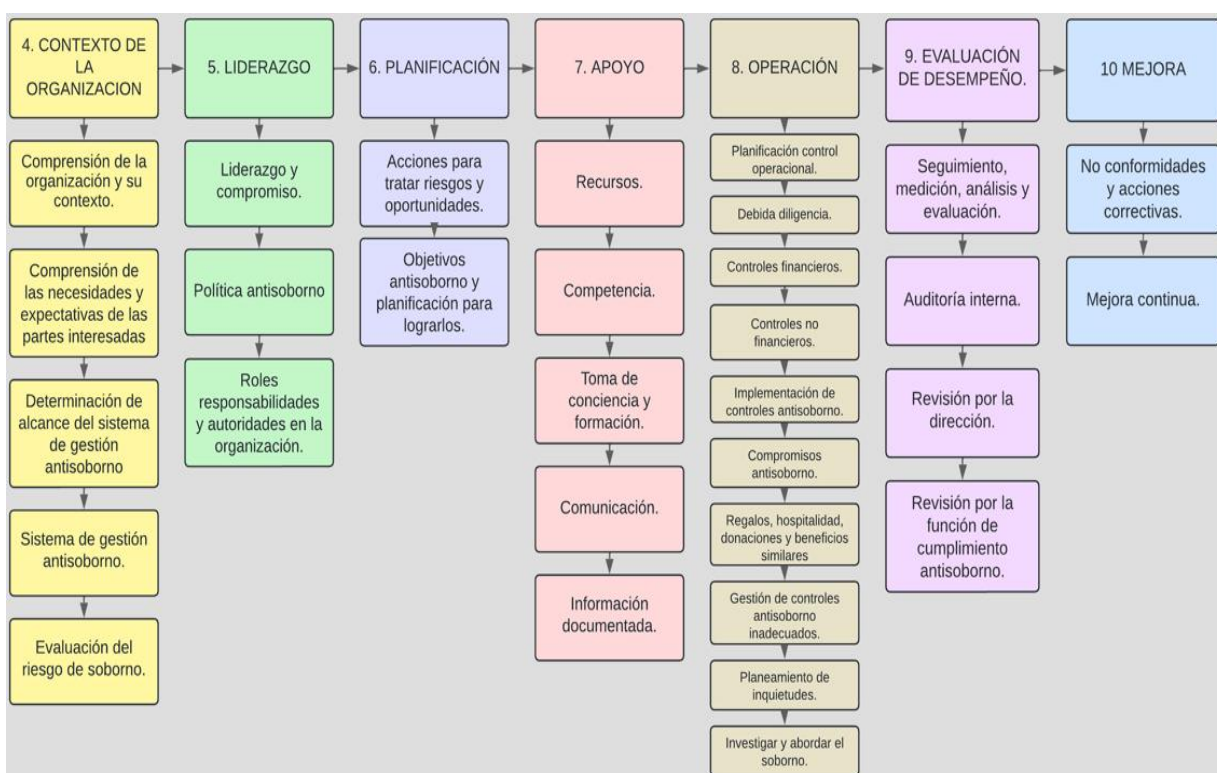 4. CONTEXTO DE
LA
ORGANIZACION
Comprensión de la
organización y su
contexto.
Comprensión de
las necesidades y
expectativas de las
partes interesadas
Determinación de
alcance del sistema
de gestión
antisoborno
Sistema de gestión
antisoborno.
Evaluación del
riesgo de soborno.
5. LIDERAZGO
Liderazgo y
compromiso.
Política antisoborno
Roles
responsabilidades
y autoridades en la
organización.
6. PLANIFICACIÓN
Acciones para
tratar riesgos y
oportunidades.
Objetivos
antisoborno y
planificación para
lograrlos.
7. APOYO
Recursos.
Competencia.
Toma de
conciencia y
formación.
Comunicación.
Información
documentada.
8. OPERACIÓN
Planificación control
operacional.
Debida diligencia.
Controles financieros.
Controles no
financieros.
Implementación de
controles antisoborno.
Compromisos
antisoborno.
Regalos, hospitalidad,
donaciones y beneficios
similares
Gestión de controles
antisoborno
inadecuados.
Planeamiento de
inquietudes.
Investigar y abordar el
soborno.
9. EVALUACIÓN
DE DESEMPEÑO.
Seguimiento,
medición, análisis y
evaluación.
Auditoría interna.
Revisión por la
dirección.
Revisión por la
función de
cumplimiento
antisoborno.
10 MEJORA
No conformidades
y acciones
correctivas.
Mejora continua.